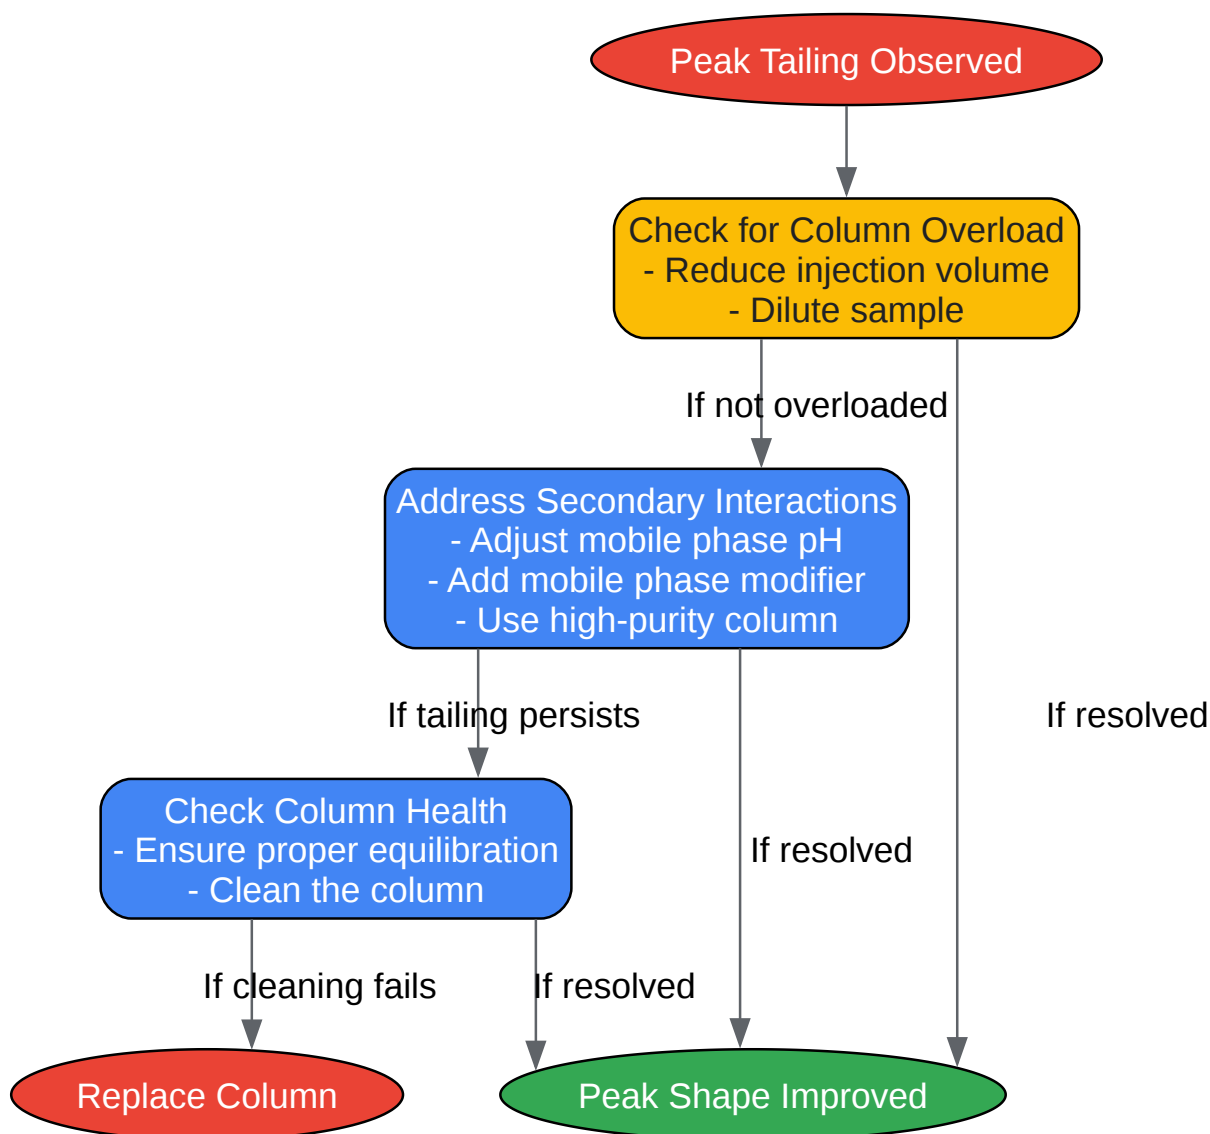 Peak Tailing Observed
Check for Column Overload
- Reduce injection volume
- Dilute sample
If not overloaded
Address Secondary Interactions
- Adjust mobile phase pH
- Add mobile phase modifier
- Use high-purity column
If tailing persists
If resolved
Check Column Health
- Ensure proper equilibration
- Clean the column
If resolved
If cleaning fails
If resolved
Replace Column
Peak Shape Improved